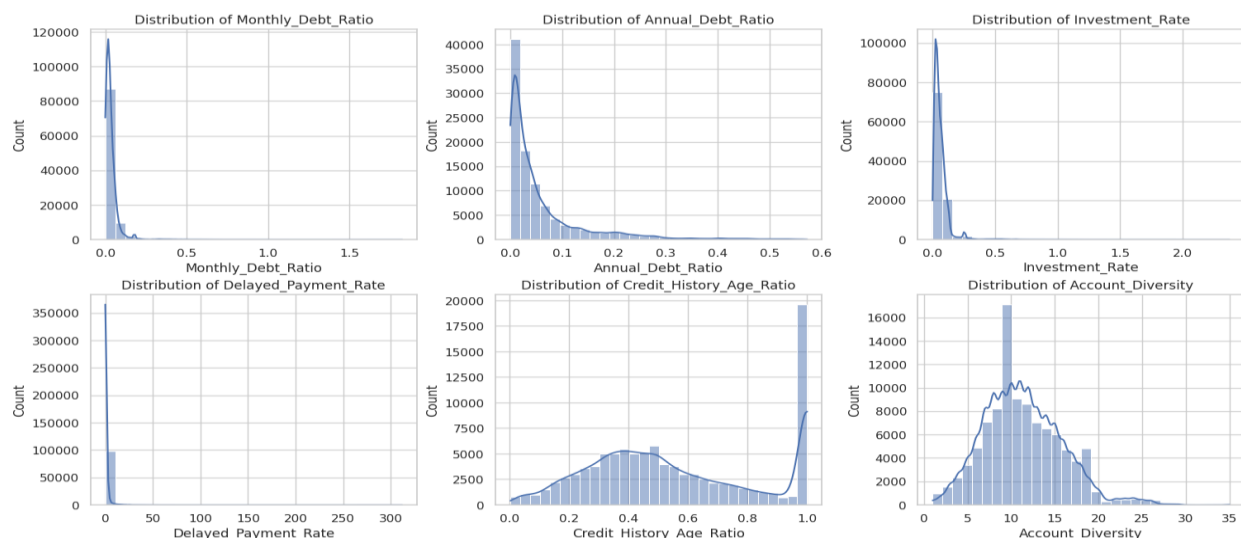 Distribution of Monthly_Debt_Ratio
120000
100000
80000
60000
40000
20000
0
Count
0.0 0.5 1.0 1.5
Monthly_Debt_Ratio
Distribution of Annual_Debt_Ratio
40000
35000
30000
25000
20000
15000
10000
5000
0
Count
0.0 0.1 0.2 0.3 0.4 0.5 0.6
Annual_Debt_Ratio
Distribution of Investment_Rate
100000
80000
60000
40000
20000
0
Count
0.0 0.5 1.0 1.5 2.0
Investment_Rate
Distribution of Delayed_Payment_Rate
350000
300000
250000
200000
150000
100000
50000
0
Count
0 50 100 150 200 250 300
Delayed_Payment_Rate
Distribution of Credit_History_Age_Ratio
20000
17500
15000
12500
10000
7500
5000
2500
0
Count
0.0 0.2 0.4 0.6 0.8 1.0
Credit_History_Age_Ratio
Distribution of Account_Diversity
16000
14000
12000
10000
8000
6000
4000
2000
0
Count
0 5 10 15 20 25 30 35
Account_Diversity